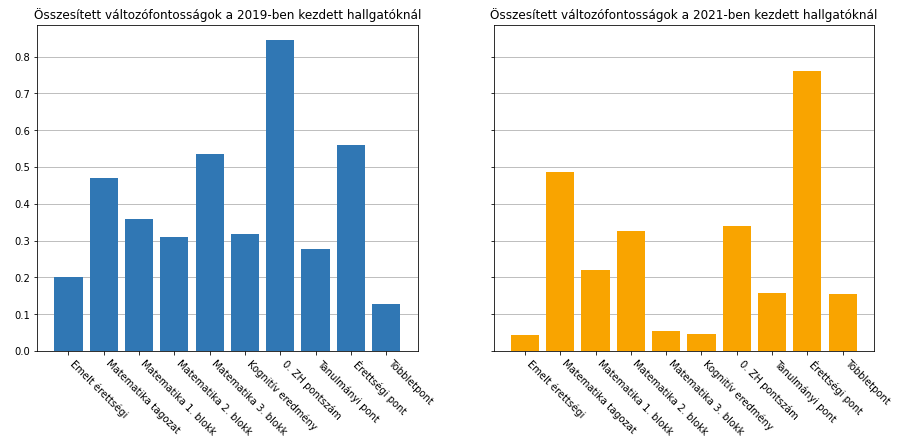 Összesített változófontosságok a 2019-ben kezdett hallgatóknál
0.8
0.7
0.6
0.5
0.4
0.3
0.2
0.1
0.0
Emelt érettségi
Matematika tagozat
Matematika 1. blokk
Matematika 2. blokk
Matematika 3. blokk
Kognitív eredmény
0. ZH pontszám
Tanulmányi pont
Érettségi pont
Többletpont
Összesített változófontosságok a 2021-ben kezdett hallgatóknál
Emelt érettségi
Matematika tagozat
Matematika 1. blokk
Matematika 2. blokk
Matematika 3. blokk
Kognitív eredmény
0. ZH pontszám
Tanulmányi pont
Érettségi pont
Többletpont